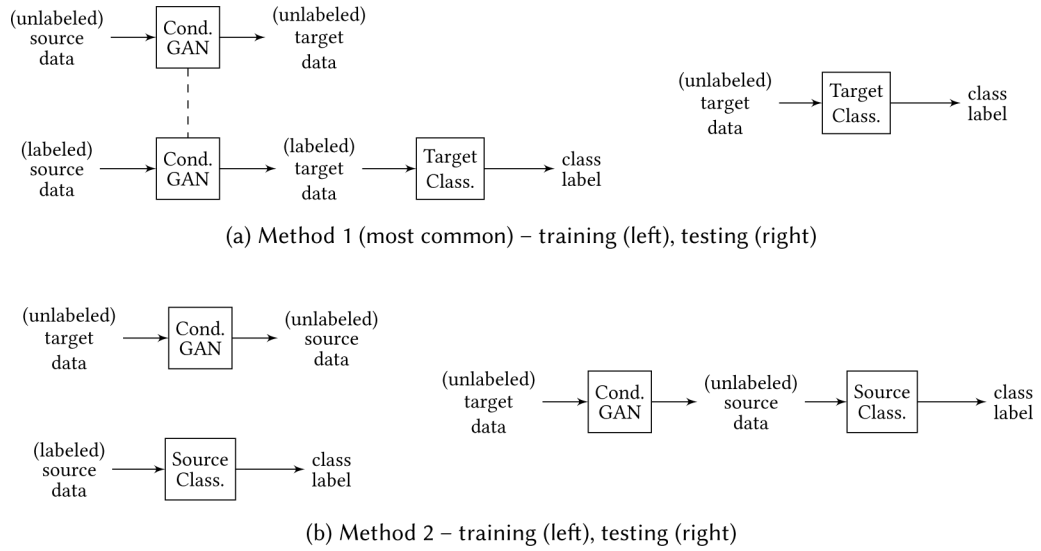 (unlabeled)
source
data
Cond.
GAN
(unlabeled)
target
data
(labeled)
source
data
Cond.
GAN
(labeled)
target
data
Target
Class.
class
label
(unlabeled)
target
data
Target
Class.
class
label
(a) Method 1 (most common) – training (left), testing (right)
(unlabeled)
target
data
Cond.
GAN
(unlabeled)
source
data
(labeled)
source
data
Source
Class.
class
label
(unlabeled)
target
data
Cond.
GAN
(unlabeled)
source
data
Source
Class.
class
label
(b) Method 2 – training (left), testing (right)